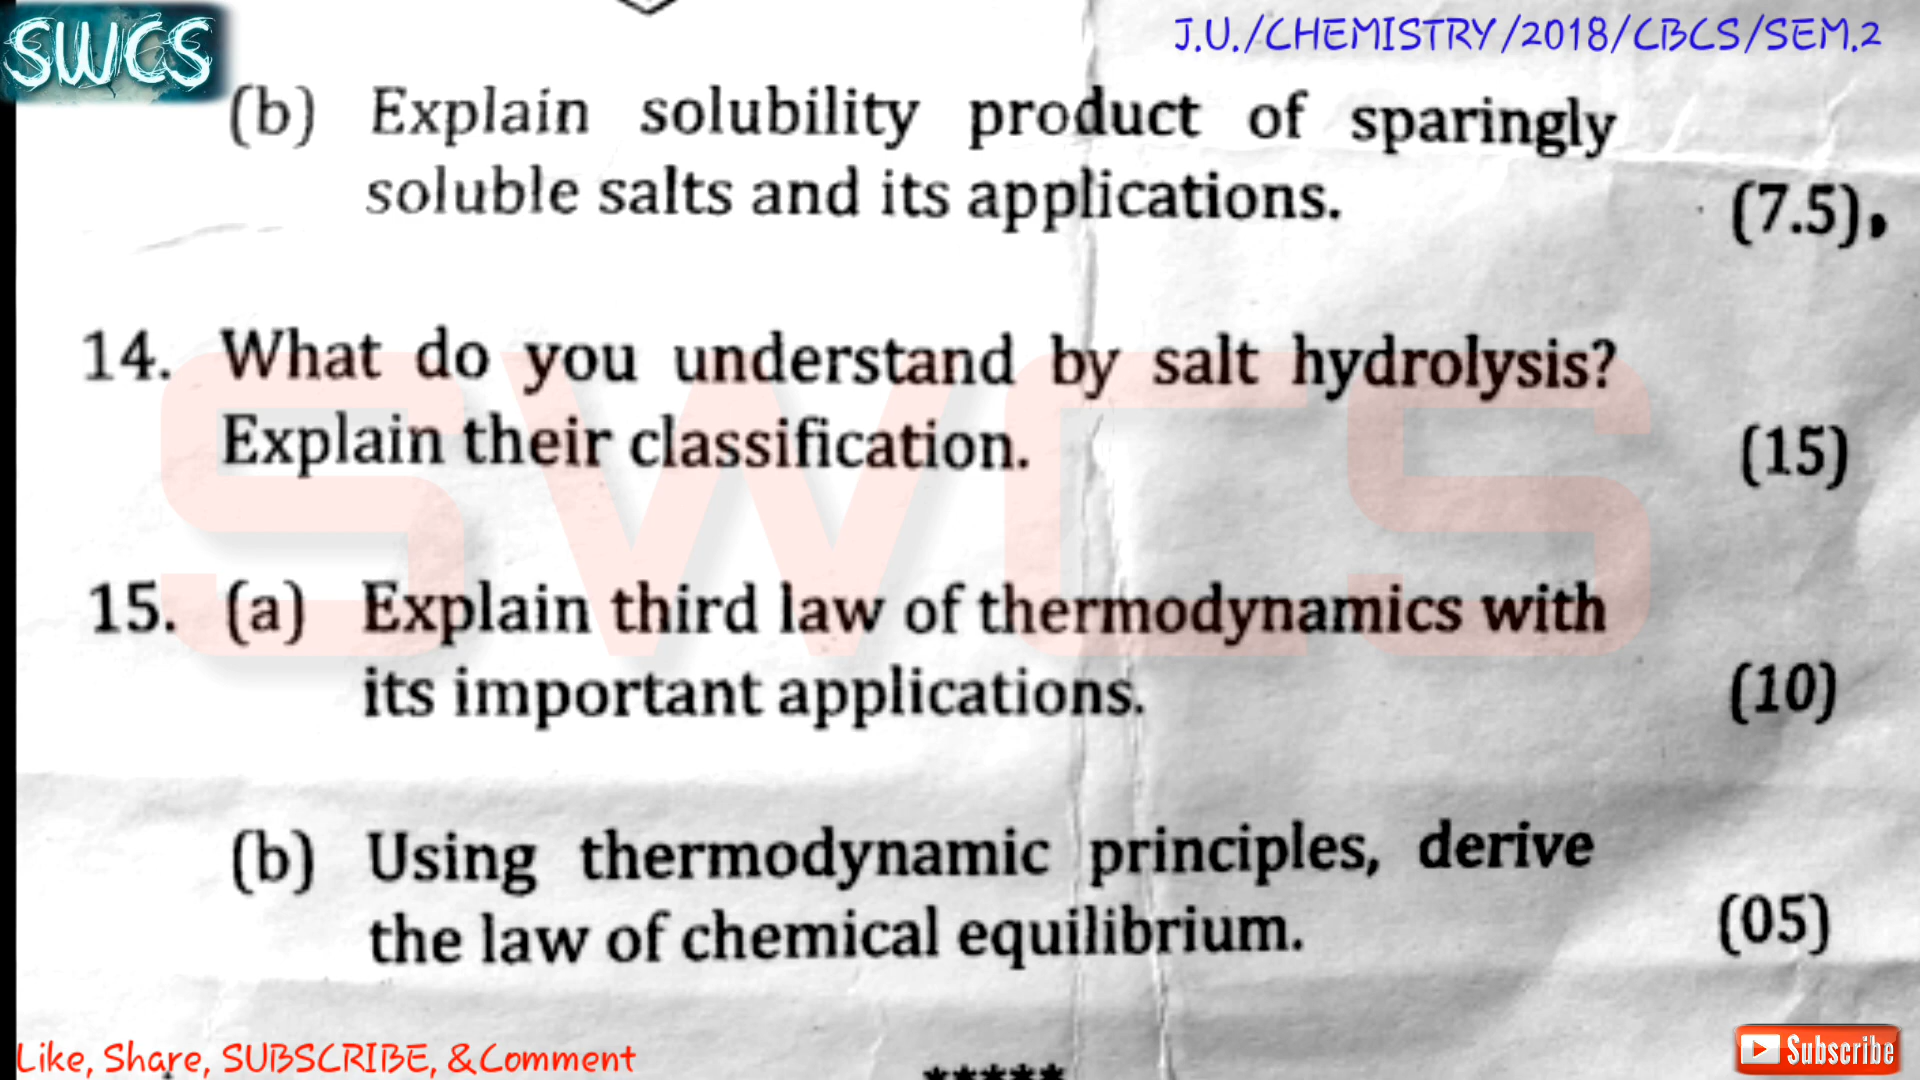 SWCS
J.U./CHEMISTRY/2018/CBCS/SEM.2
(b) Explain solubility product of sparingly
soluble salts and its applications. (7.5)
14. What do you understand by salt hydrolysis?
Explain their classification. (15)
SWCS
15. (a) Explain third law of thermodynamics with
its important applications. (10)
(b) Using thermodynamic principles, derive
the law of chemical equilibrium. (05)
Like, Share, SUBSCRIBE, &Comment
*****
Subscribe